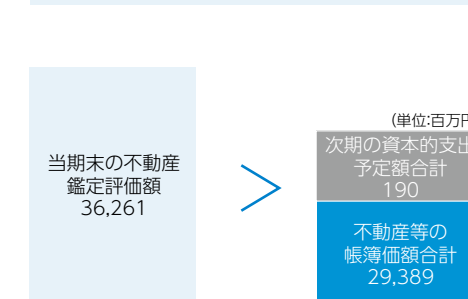 当期末の不動産
鑑定評価額
36,261
(単位:百万円
次期の資本的支出
予定額合計
190
不動産等の
帳簿価額合計
29,389